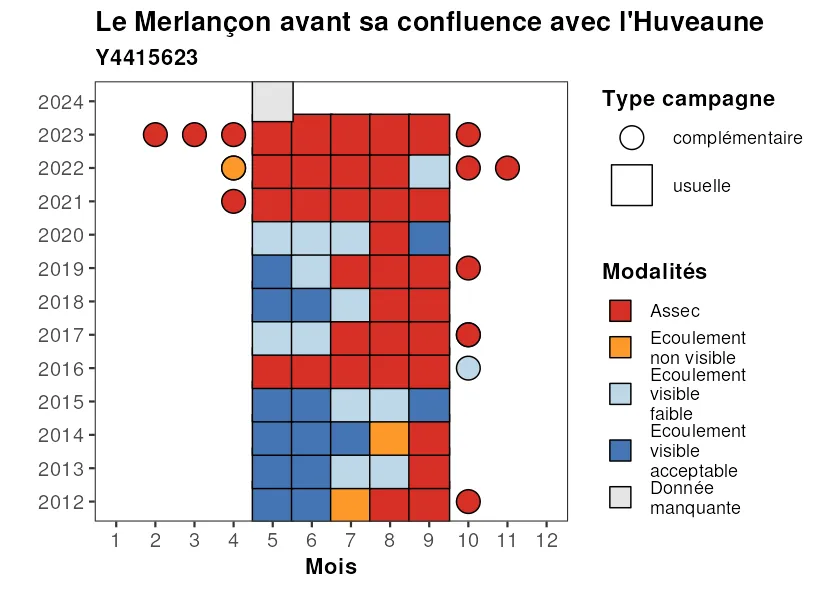 Le Merlançon avant sa confluence avec l'Huveaune
Y4415623
2024
2023
2022
2021
2020
2019
2018
2017
2016
2015
2014
2013
2012
1 2 3 4 5 6 7 8 9 10 11 12
Mois
Type campagne
complémentaire
usuelle
Modalités
Assec
Ecoulement
non visible
Ecoulement
visible
faible
Ecoulement
visible
acceptable
Donnée
manquante